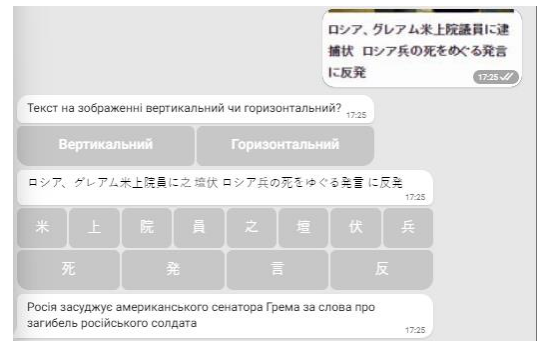 ロシア、グレアム米上院議員に逮
捕状 ロシア兵の死をめぐる発言
に反発
17:25
Текст на зображенні вертикальний чи горизонтальний?
17:25
Вертикальний Горизонтальний
ロシア、グレアム米上院員に之 壇伏 ロシア兵の死をゆぐる発言 に反発
17:25
米 上 院 員 之 壇 伏 兵
死 発 言 反
Росія засуджує американського сенатора Грема за слова про
загибель російського солдата
17:25